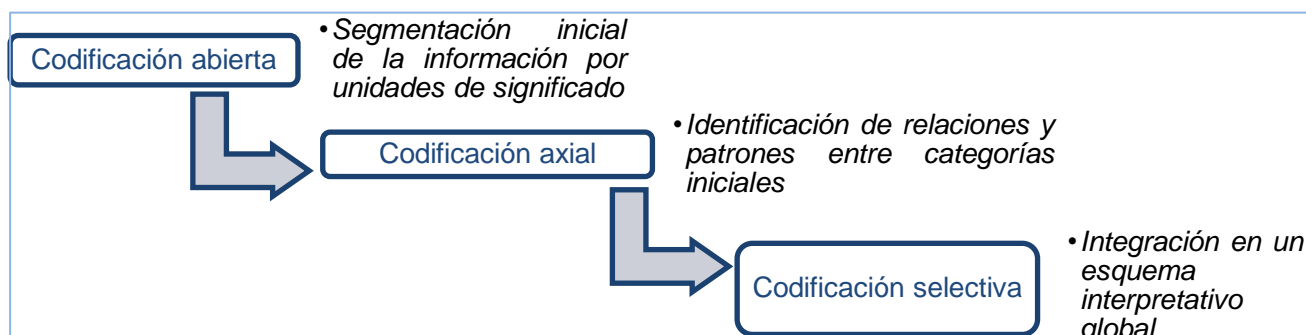 Codificación abierta
•Segmentación inicial
de la información por
unidades de significado
Codificación axial
•Identificación de relaciones y
patrones entre categorías
iniciales
Codificación selectiva
•Integración en un
esquema
interpretativo
global